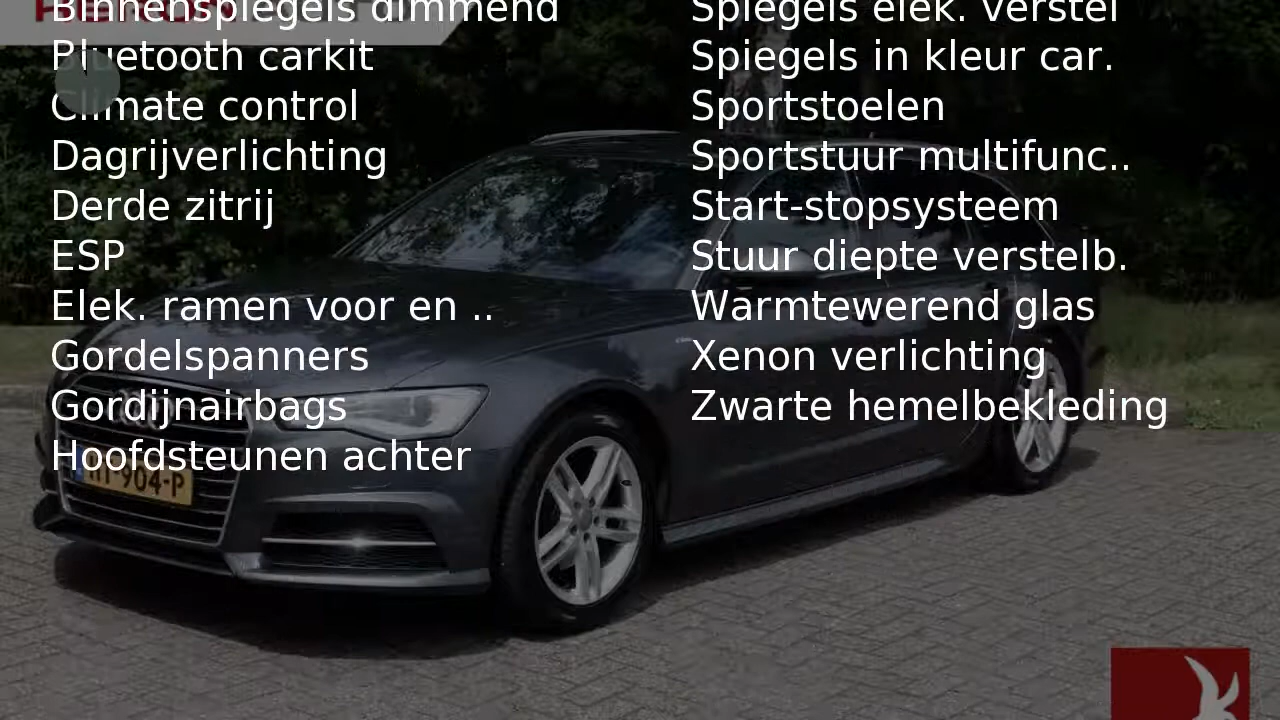 Binnenspiegels dimmend
Bluetooth carkit
Climate control
Dagrijverlichting
Derde zitrij
ESP
Elek. ramen voor en ..
Gordelspanners
Gordijnairbags
Hoofdsteunen achter
Spiegels elek. verstel
Spiegels in kleur car.
Sportstoelen
Sportstuur multifunc..
Start-stopsysteem
Stuur diepte verstelb.
Warmtewerend glas
Xenon verlichting
Zwarte hemelbekleding